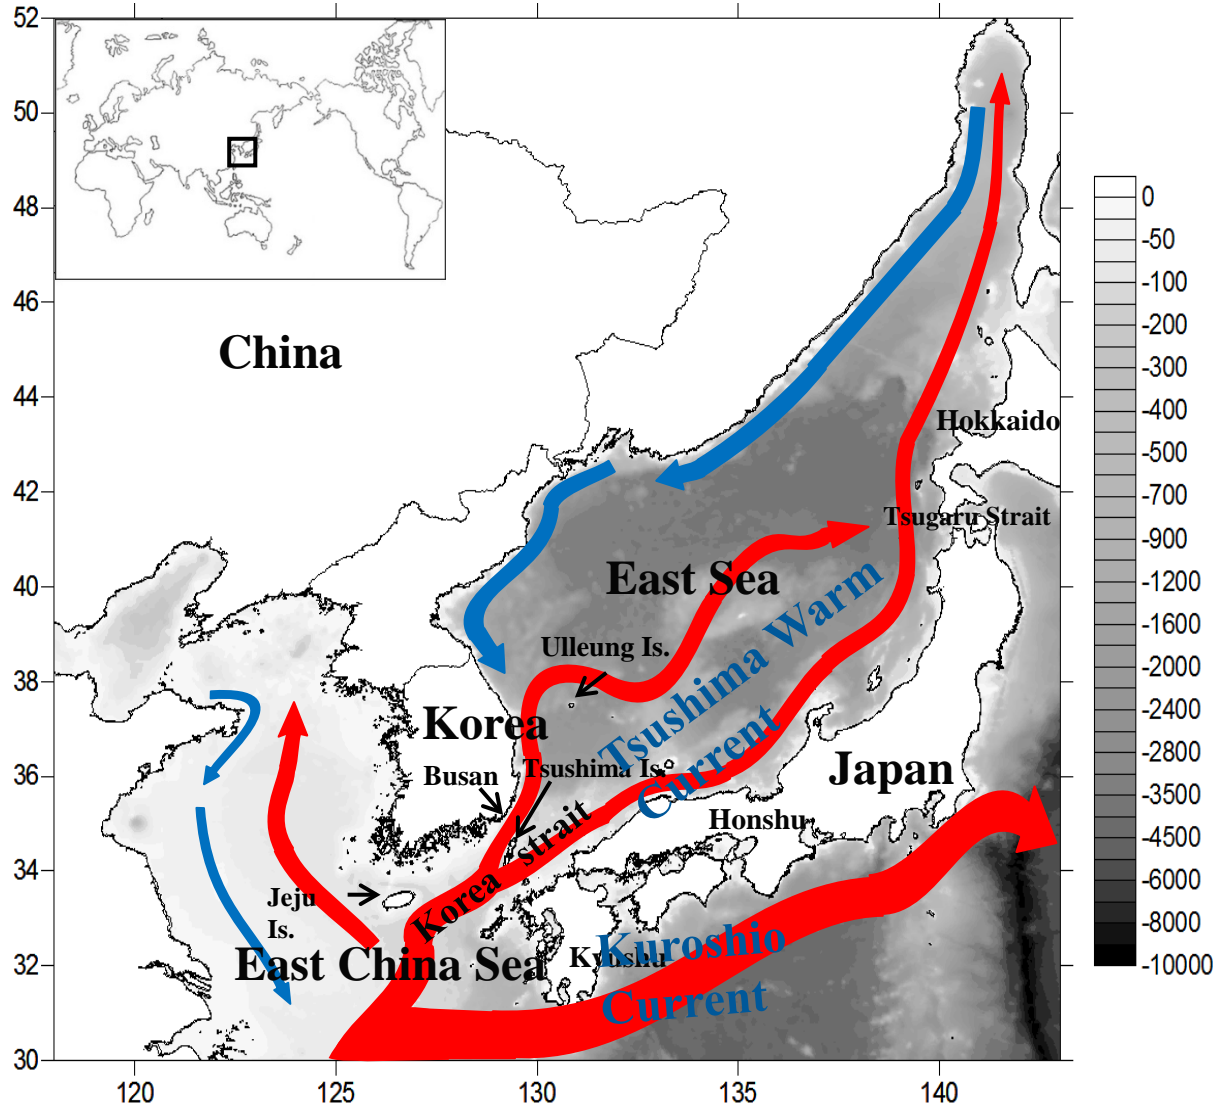 52
50
48
46
44
42
40
38
36
34
32
30
120
125
130
135
140
China
Hokkaido
Tsugaru Strait
East Sea
Ulleung Is.
Tsushima Warm
Current
Korea
Busan
Tsushima Is.
Japan
Honshu
Korea strait
Jeju
Is.
East China Sea
Kyushu
Kuroshio
Current
0
-50
-100
-200
-300
-400
-500
-700
-900
-1200
-1600
-2000
-2400
-2800
-3500
-4500
-6000
-8000
-10000